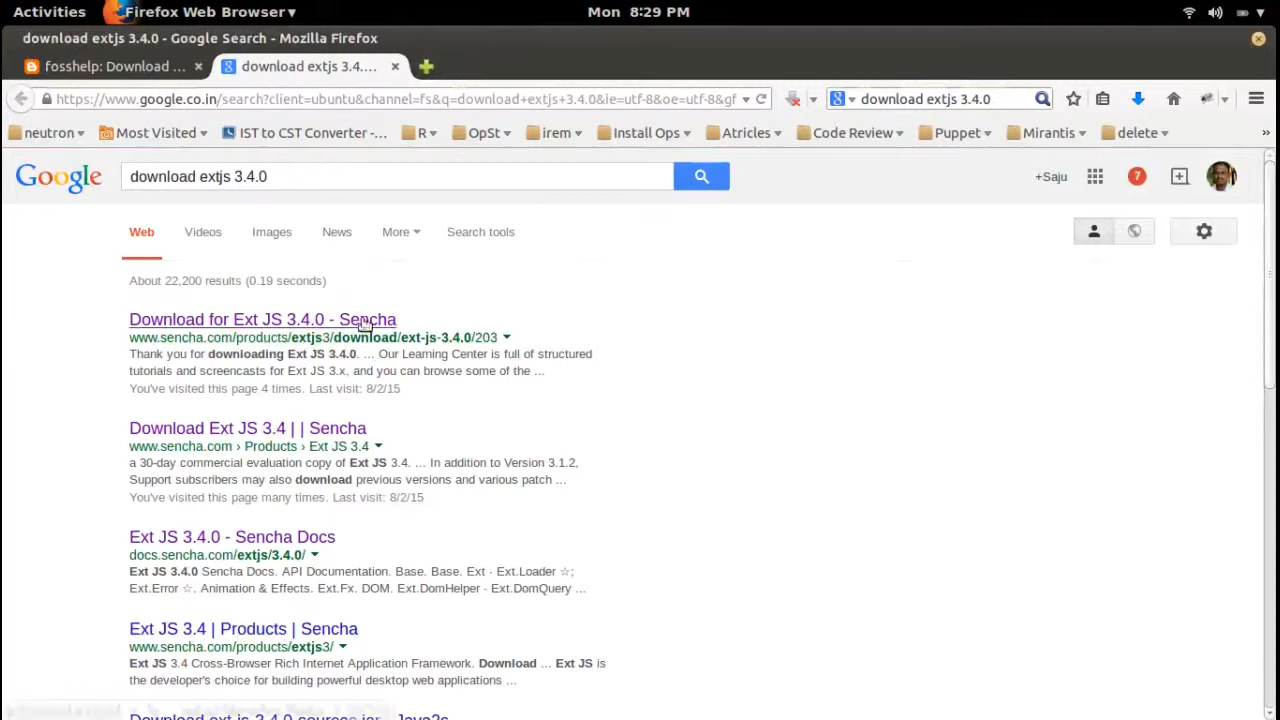 Activities Firefox Web Browser ▾ Mon 8:29 PM
download extjs 3.4.0 - Google Search - Mozilla Firefox
fosshelp: Download ... × download extjs 3.4.... ×
https://www.google.co.in/search?client=ubuntu&channel=fs&q=download+extjs+3.4.0&ie=utf-8&oe=utf-8&gf download extjs 3.4.0
neutron Most Visited IST to CST Converter -... R OpSt irem Install Ops Atricles Code Review Puppet Mirantis delete »
Google download extjs 3.4.0 +Saju 7
Web Videos Images News More Search tools
About 22,200 results (0.19 seconds)
Download for Ext JS 3.4.0 - Sencha
www.sencha.com/products/extjs3/download/ext-js-3.4.0/203
Thank you for downloading Ext JS 3.4.0. ... Our Learning Center is full of structured
tutorials and screencasts for Ext JS 3.x, and you can browse some of the ...
You've visited this page 4 times. Last visit: 8/2/15
Download Ext JS 3.4 | | Sencha
www.sencha.com › Products › Ext JS 3.4
a 30-day commercial evaluation copy of Ext JS 3.4. ... In addition to Version 3.1.2,
Support subscribers may also download previous versions and various patch ...
You've visited this page many times. Last visit: 8/2/15
Ext JS 3.4.0 - Sencha Docs
docs.sencha.com/extjs/3.4.0/
Ext JS 3.4.0 Sencha Docs. API Documentation. Base. Base. Ext · Ext.Loader ☆;
Ext.Error ☆. Animation & Effects. Ext.Fx. DOM. Ext.DomHelper · Ext.DomQuery ...
Ext JS 3.4 | Products | Sencha
www.sencha.com/products/extjs3/
Ext JS 3.4 Cross-Browser Rich Internet Application Framework. Download ... Ext JS is
the developer's choice for building powerful desktop web applications ...
Download ext-js-3.4.0-sources.jar - Java2s